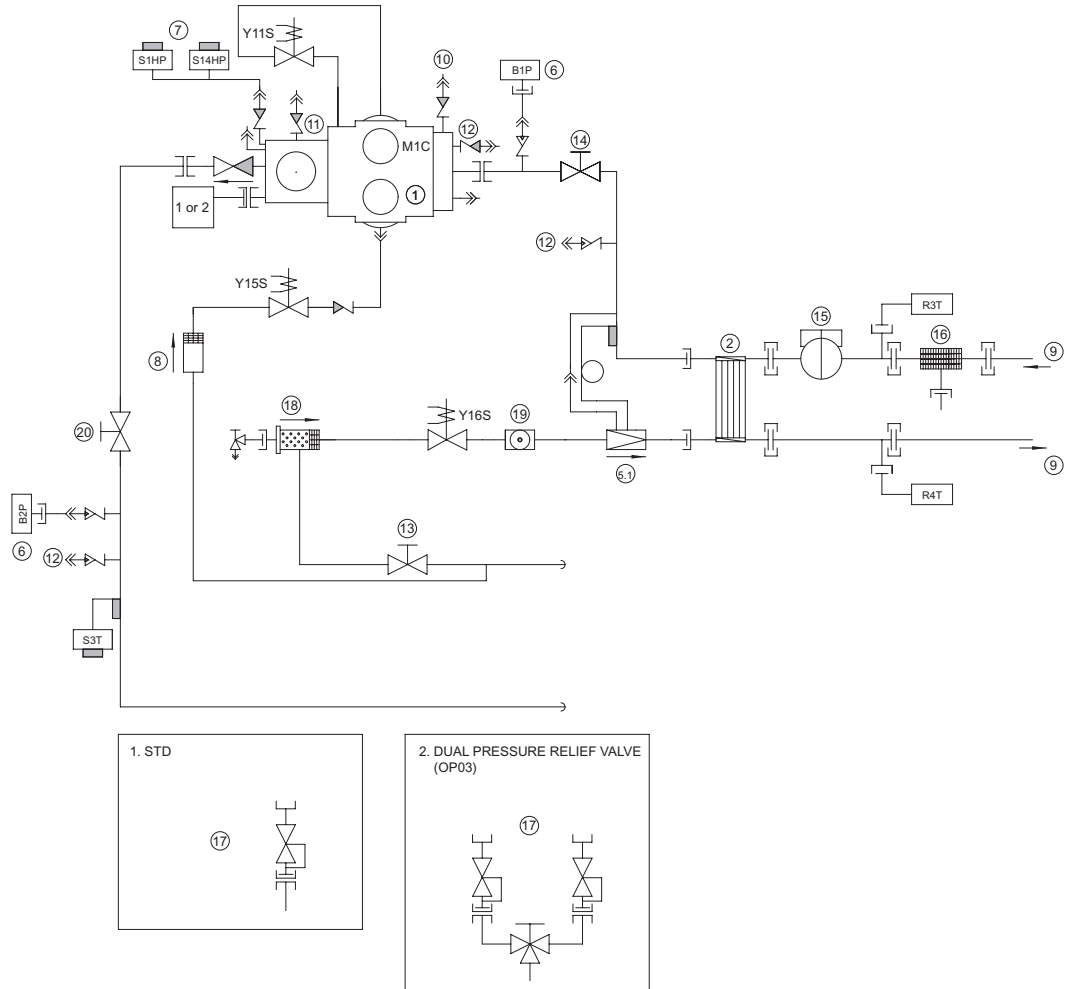 7
Y11S
S1HP
S14HP
10
B1P
6
11
M1C
12
14
1 or 2
1
12
Y15S
R3T
15
2
16
8
9
18
Y16S
19
20
5.1
9
B2P
R4T
13
6
12
S3T
1. STD
17
2. DUAL PRESSURE RELIEF VALVE
(OP03)
17